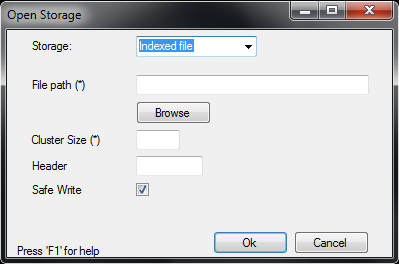 Open Storage
Storage:
Indexed file
File path (*)
Browse
Cluster Size (*)
Header
Safe Write
Ok
Cancel
Press 'F1' for help